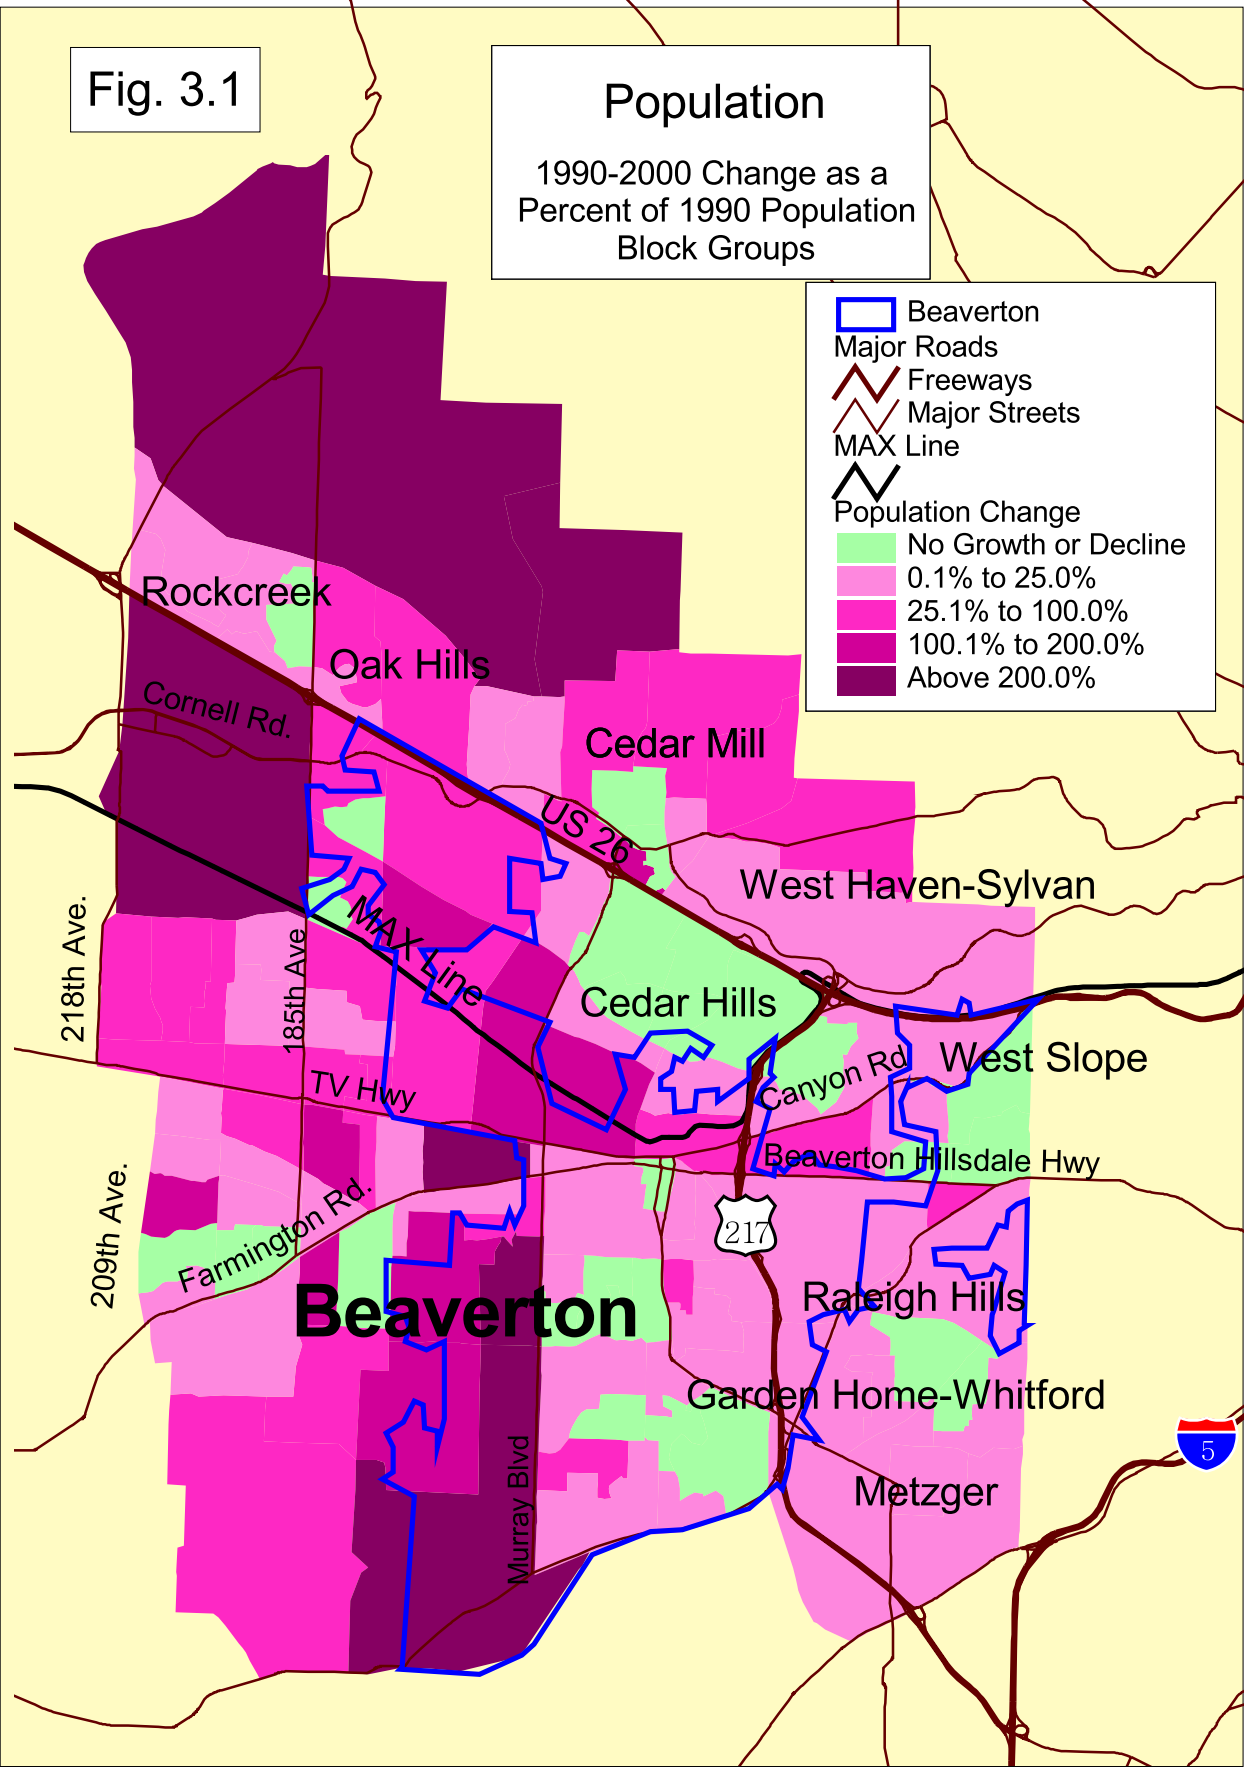 Fig. 3.1
Population
1990-2000 Change as a
Percent of 1990 Population
Block Groups
Beaverton
Major Roads
Freeways
Major Streets
MAX Line
Population Change
No Growth or Decline
0.1% to 25.0%
25.1% to 100.0%
100.1% to 200.0%
Above 200.0%
Rockcreek
Oak Hills
Cornell Rd.
Cedar Mill
US 26
West Haven-Sylvan
MAX Line
218th Ave.
185th Ave
Cedar Hills
West Slope
Canyon Rd
TV Hwy
Beaverton Hillsdale Hwy
209th Ave.
Farmington Rd.
217
Beaverton
Raleigh Hills
Garden Home-Whitford
Murray Blvd
Metzger
5